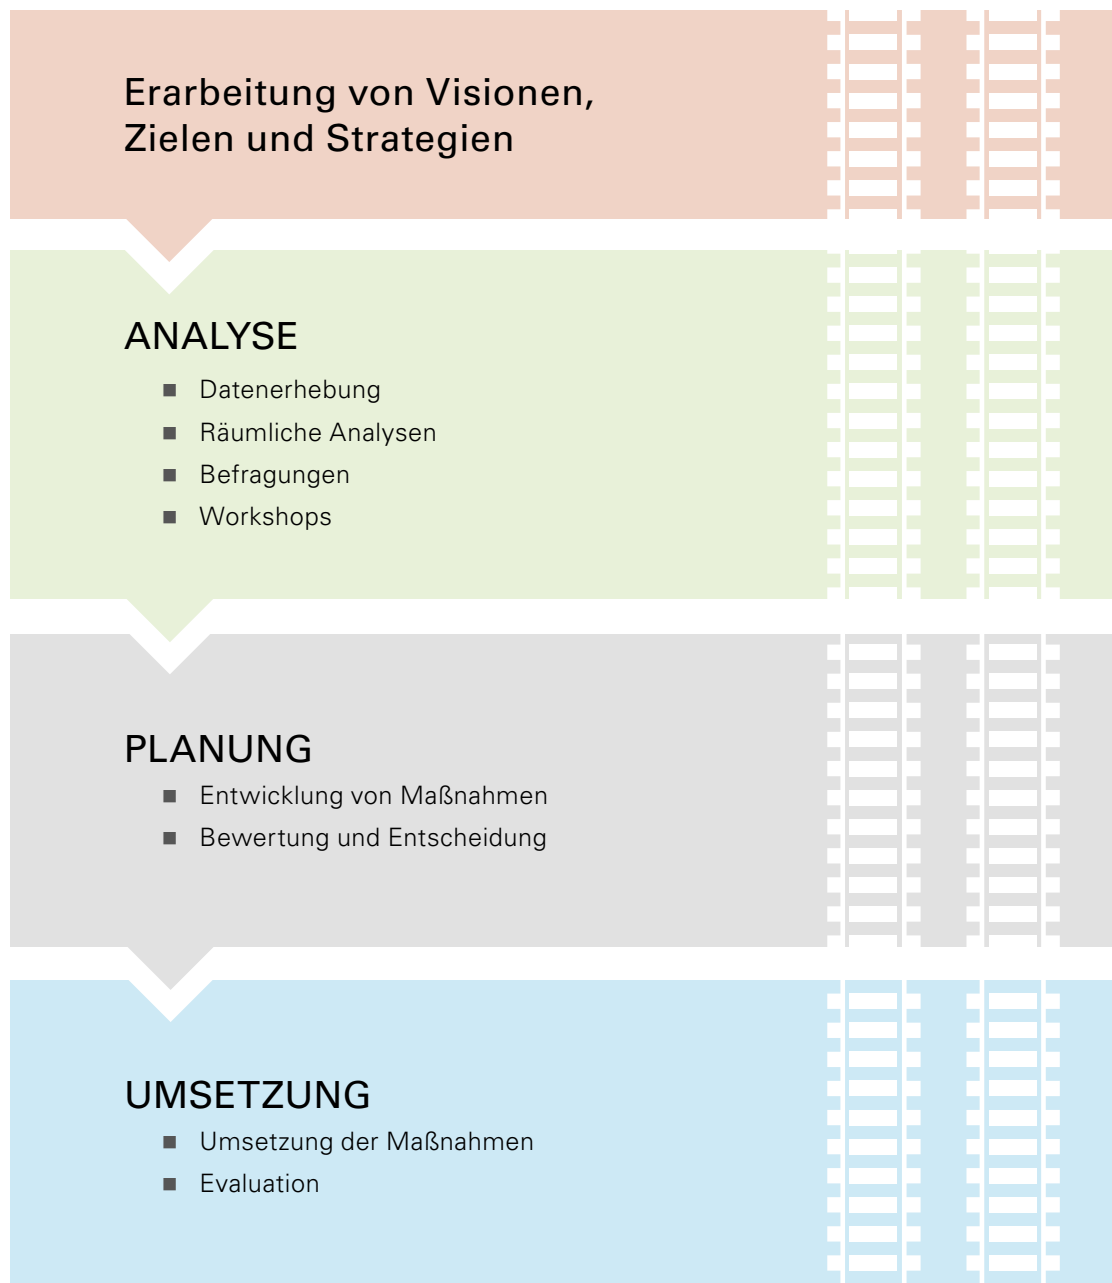 Erarbeitung von Visionen,
Zielen und Strategien
ANALYSE
■ Datenerhebung
■ Räumliche Analysen
■ Befragungen
■ Workshops
PLANUNG
■ Entwicklung von Maßnahmen
■ Bewertung und Entscheidung
UMSETZUNG
■ Umsetzung der Maßnahmen
■ Evaluation